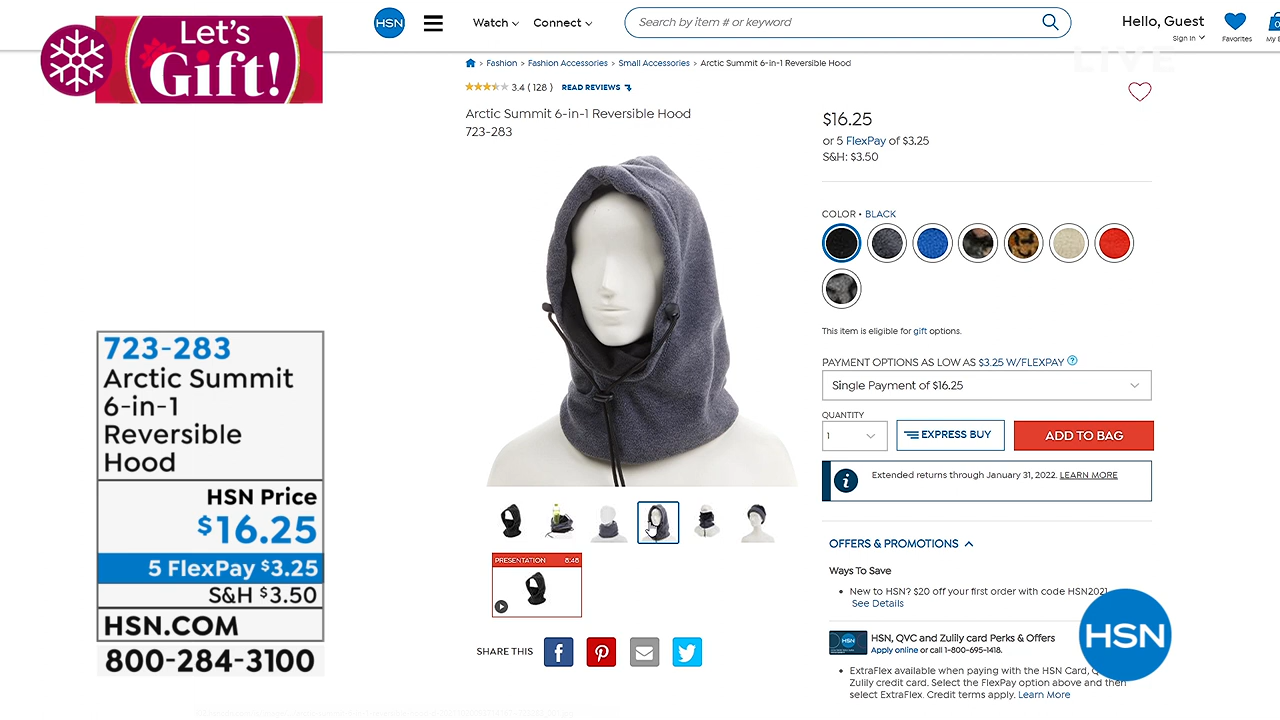 Let's
Gift!
HSN
Watch
Connect
Search by item # or keyword
Hello, Guest
Sign In
Favorites
LIVE
> Fashion > Fashion Accessories > Small Accessories > Arctic Summit 6-in-1 Reversible Hood
3.4 ( 128 ) READ REVIEWS
Arctic Summit 6-in-1 Reversible Hood
723-283
$16.25
or 5 FlexPay of $3.25
S&H: $3.50
COLOR • BLACK
This item is eligible for gift options.
PAYMENT OPTIONS AS LOW AS $3.25 W/FLEXPAY ?
Single Payment of $16.25
QUANTITY
1
EXPRESS BUY
ADD TO BAG
i
Extended returns through January 31, 2022. LEARN MORE
OFFERS & PROMOTIONS
Ways To Save
• New to HSN? $20 off your first order with code HSN2021
See Details
HSN, QVC and Zulily card Perks & Offers
Apply online or call 1-800-695-1418.
• ExtraFlex available when paying with the HSN Card,
Zulily credit card. Select the FlexPay option above and then
select ExtraFlex. Credit terms apply. Learn More
PRESENTATION 8:48
SHARE THIS
723-283
Arctic Summit
6-in-1
Reversible
Hood
HSN Price
$16.25
5 FlexPay $3.25
S&H $3.50
HSN.COM
800-284-3100
HSN